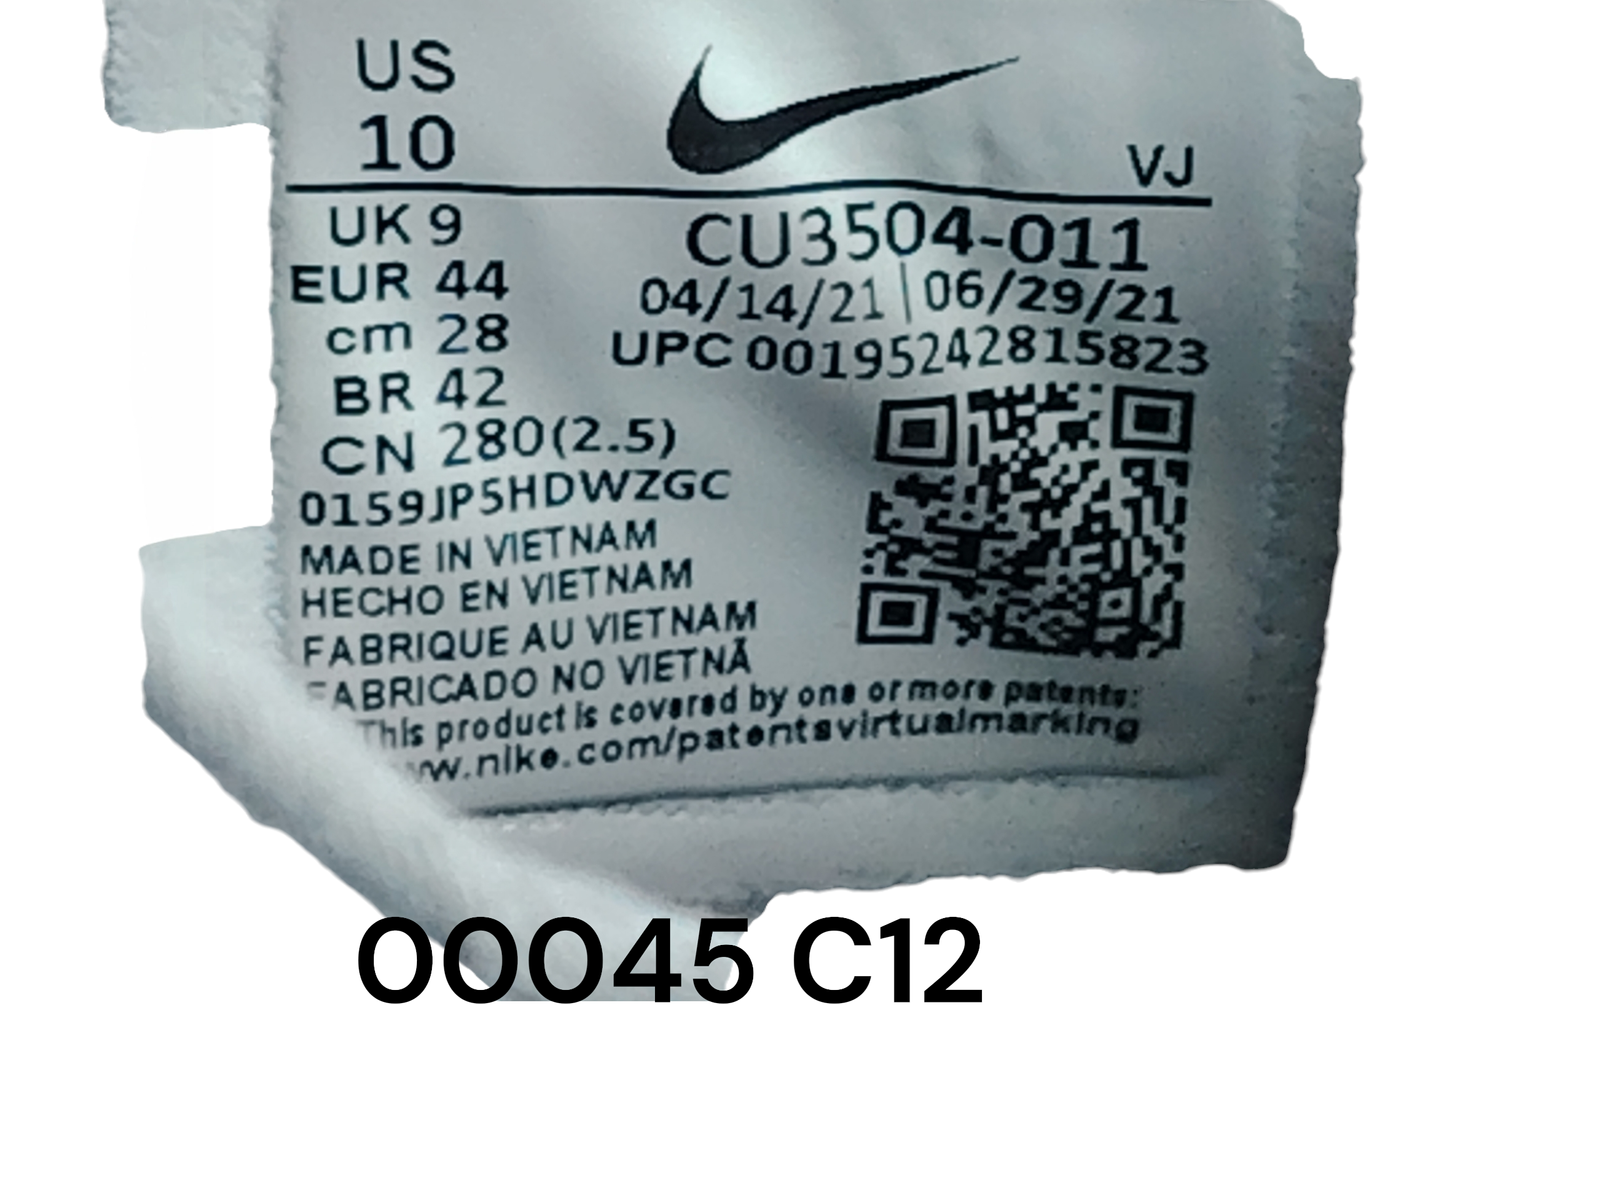 US
10
VJ
UK 9
EUR 44
cm 28
BR 42
CN 280(2.5)
CU3504-011
04/14/21 | 06/29/21
UPC 00195242815823
0159JP5HDWZGC
MADE IN VIETNAM
HECHO EN VIETNAM
FABRIQUE AU VIETNAM
FABRICADO NO VIETNÃ
This product is covered by one or more patents:
ww.nike.com/patentsvirtualmarking
00045 C12